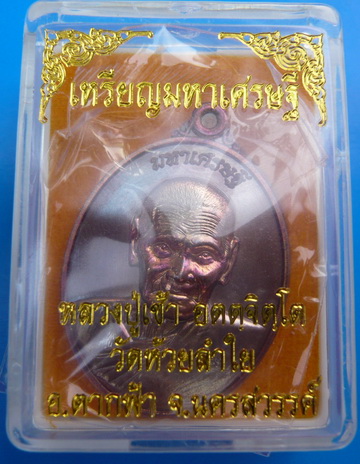 เหรียญมหาเศรษฐี
มหาเศรษฐี
หลวงปู่เช้า อตตฺจิตฺโต
วัดห้วยลำใย
อ.ตากฟ้า จ.นครสวรรค์